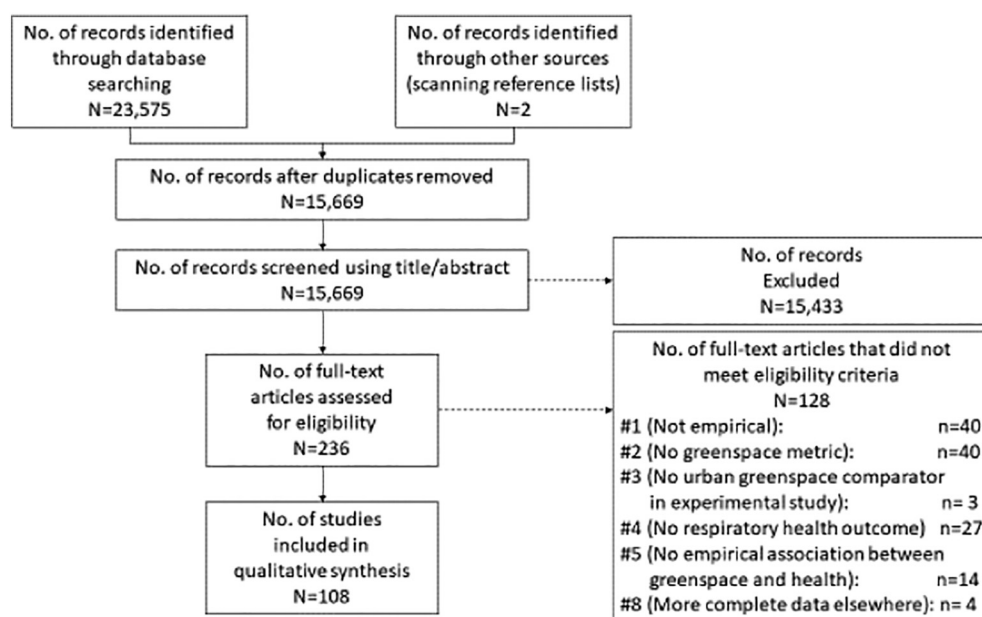 No. of records identified
through database
searching
N=23,575
No. of records identified
through other sources
(scanning reference lists)
N=2
No. of records after duplicates removed
N=15,669
No. of records screened using title/abstract
N=15,669
No. of records
Excluded
N=15,433
No. of full-text
articles assessed
for eligibility
N=236
No. of full-text articles that did not
meet eligibility criteria
N=128
#1 (Not empirical): n=40
#2 (No greenspace metric): n=40
#3 (No urban greenspace comparator
in experimental study): n= 3
#4 (No respiratory health outcome) n=27
#5 (No empirical association between
greenspace and health): n=14
#8 (More complete data elsewhere): n= 4
No. of studies
included in
qualitative synthesis
N=108